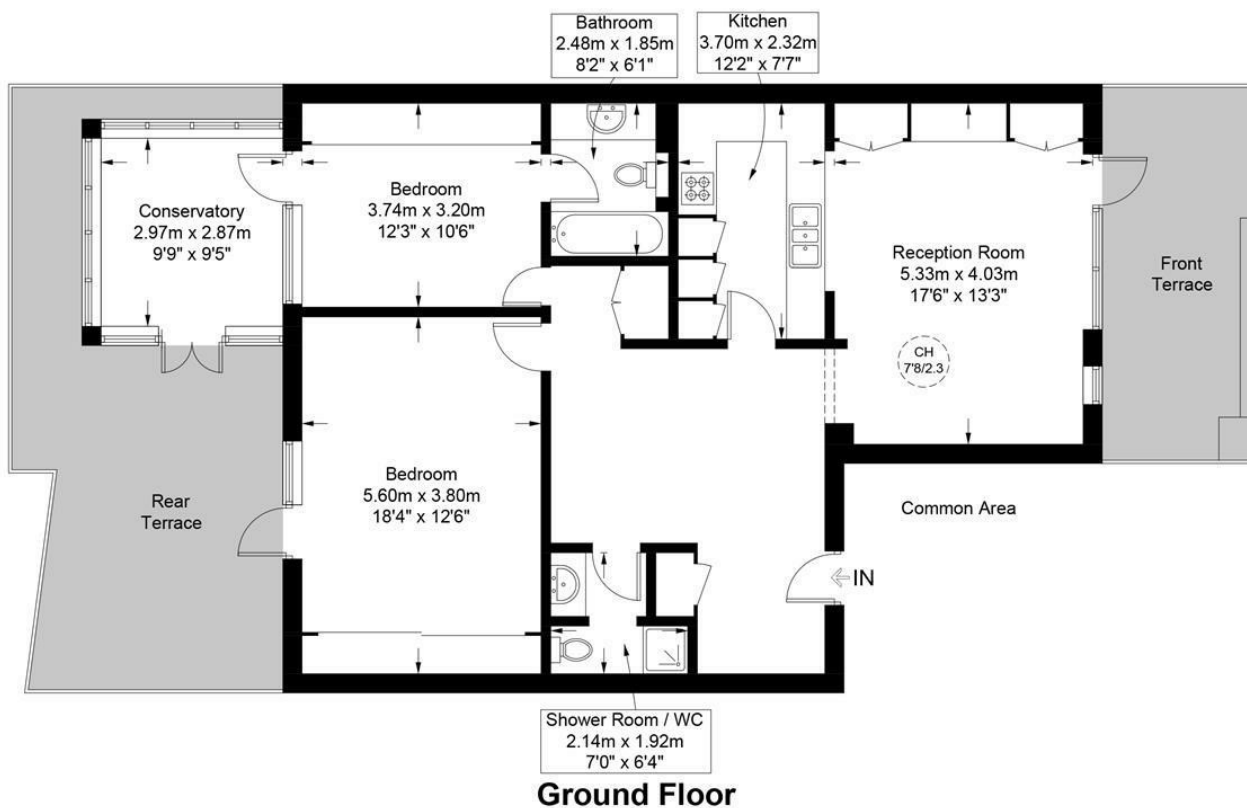 Bathroom
2.48m x 1.85m
8'2" x 6'1"
Kitchen
3.70m x 2.32m
12'2" x 7'7"
Conservatory
2.97m x 2.87m
9'9" x 9'5"
Bedroom
3.74m x 3.20m
12'3" x 10'6"
Reception Room
5.33m x 4.03m
17'6" x 13'3"
CH
7'8/2.3
Front
Terrace
Rear
Terrace
Bedroom
5.60m x 3.80m
18'4" x 12'6"
Common Area
IN
Shower Room / WC
2.14m x 1.92m
7'0" x 6'4"
Ground Floor